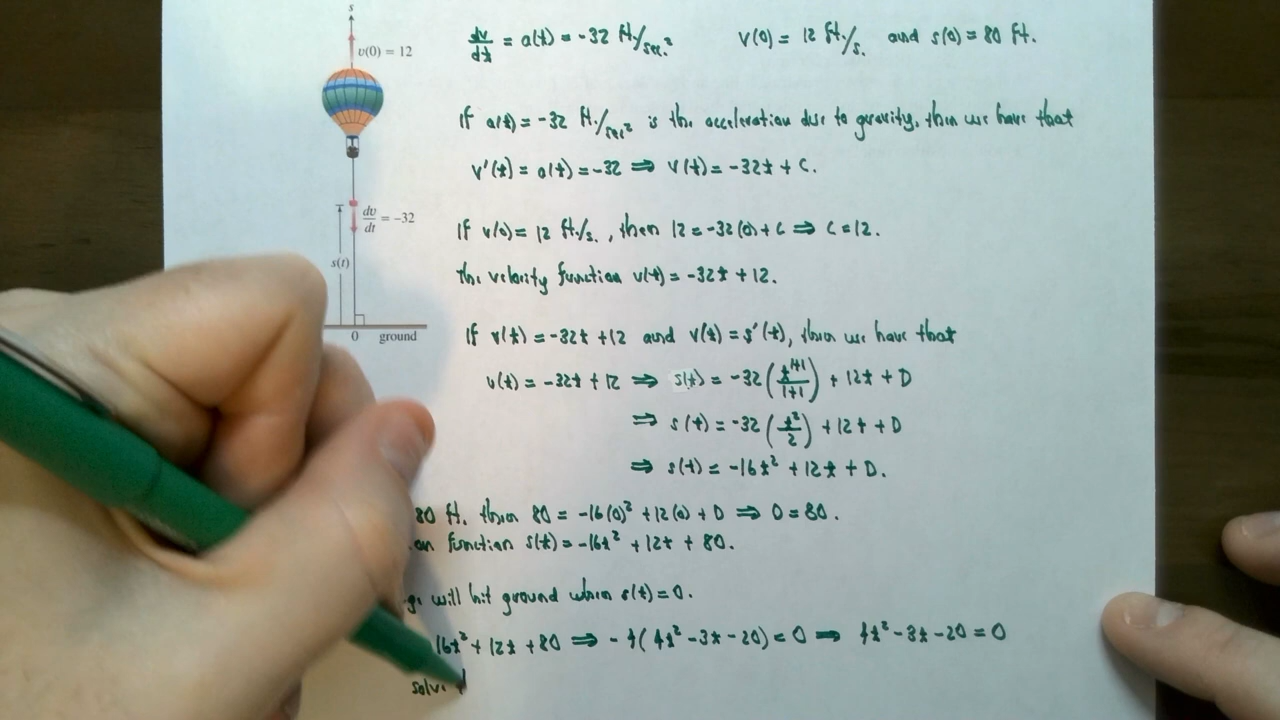 s
v(0) = 12
dv/dt = -32
s(t)
0 ground
dv/dt = a(t) = -32 ft./sec.² v(0) = 12 ft./s. and s(0) = 80 ft.
If a(t) = -32 ft./sec² is the acceleration due to gravity, then we have that
v'(t) = a(t) = -32 ⇒ v(t) = -32t + C.
If v(0) = 12 ft./s., then 12 = -32(0) + C ⇒ C = 12.
The velocity function v(t) = -32t + 12.
If v(t) = -32t + 12 and v(t) = s'(t), then we have that
v(t) = -32t + 12 ⇒ s(t) = -32(t^{1+1}/1+1) + 12t + D
⇒ s(t) = -32(t²/2) + 12t + D
⇒ s(t) = -16t² + 12t + D.
80 ft. then 80 = -16(0)² + 12(0) + D ⇒ D = 80.
function s(t) = -16t² + 12t + 80.
will hit ground when s(t) = 0.
16t² + 12t + 80 ⇒ -4(4t² - 3t - 20) = 0 ⇒ 4t² - 3t - 20 = 0